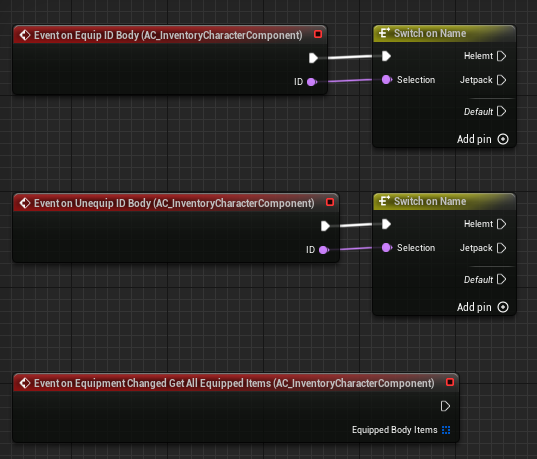 Event on Equip ID Body (AC_InventoryCharacterComponent)
ID
Switch on Name
Helemt
Selection
Jetpack
Default
Add pin
Event on Unequip ID Body (AC_InventoryCharacterComponent)
ID
Switch on Name
Helemt
Selection
Jetpack
Default
Add pin
Event on Equipment Changed Get All Equipped Items (AC_InventoryCharacterComponent)
Equipped Body Items